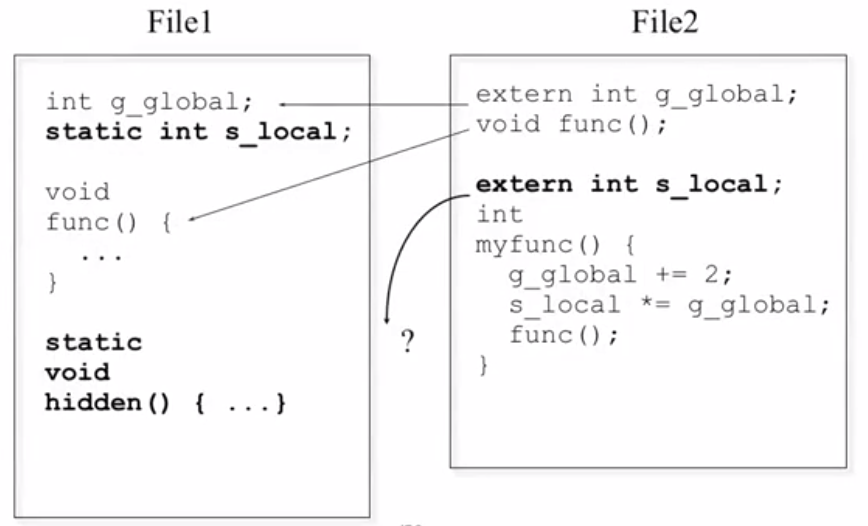 File1
int g_global;
static int s_local;
void
func() {
...
}
static
void
hidden() { ...}
File2
extern int g_global;
void func();
extern int s_local;
int
myfunc() {
g_global += 2;
s_local *= g_global;
func();
}
?